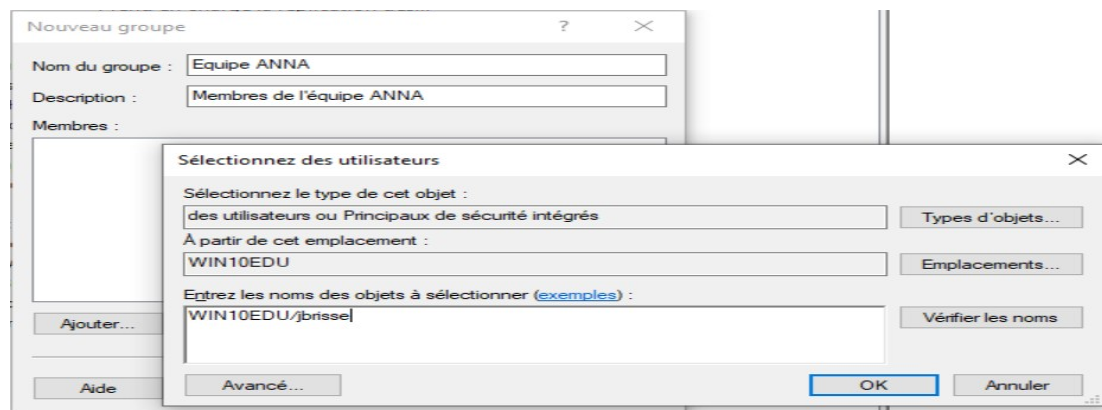 Nouveau groupe
Nom du groupe : Equipe ANNA
Description : Membres de l'équipe ANNA
Membres :
Sélectionnez des utilisateurs
Sélectionnez le type de cet objet :
des utilisateurs ou Principaux de sécurité intégrés
Types d'objets...
À partir de cet emplacement :
WIN10EDU
Emplacements...
Entrez les noms des objets à sélectionner (exemples) :
WIN10EDU/jbrissel
Vérifier les noms
Avancé...
OK
Annuler
Ajouter...
Aide